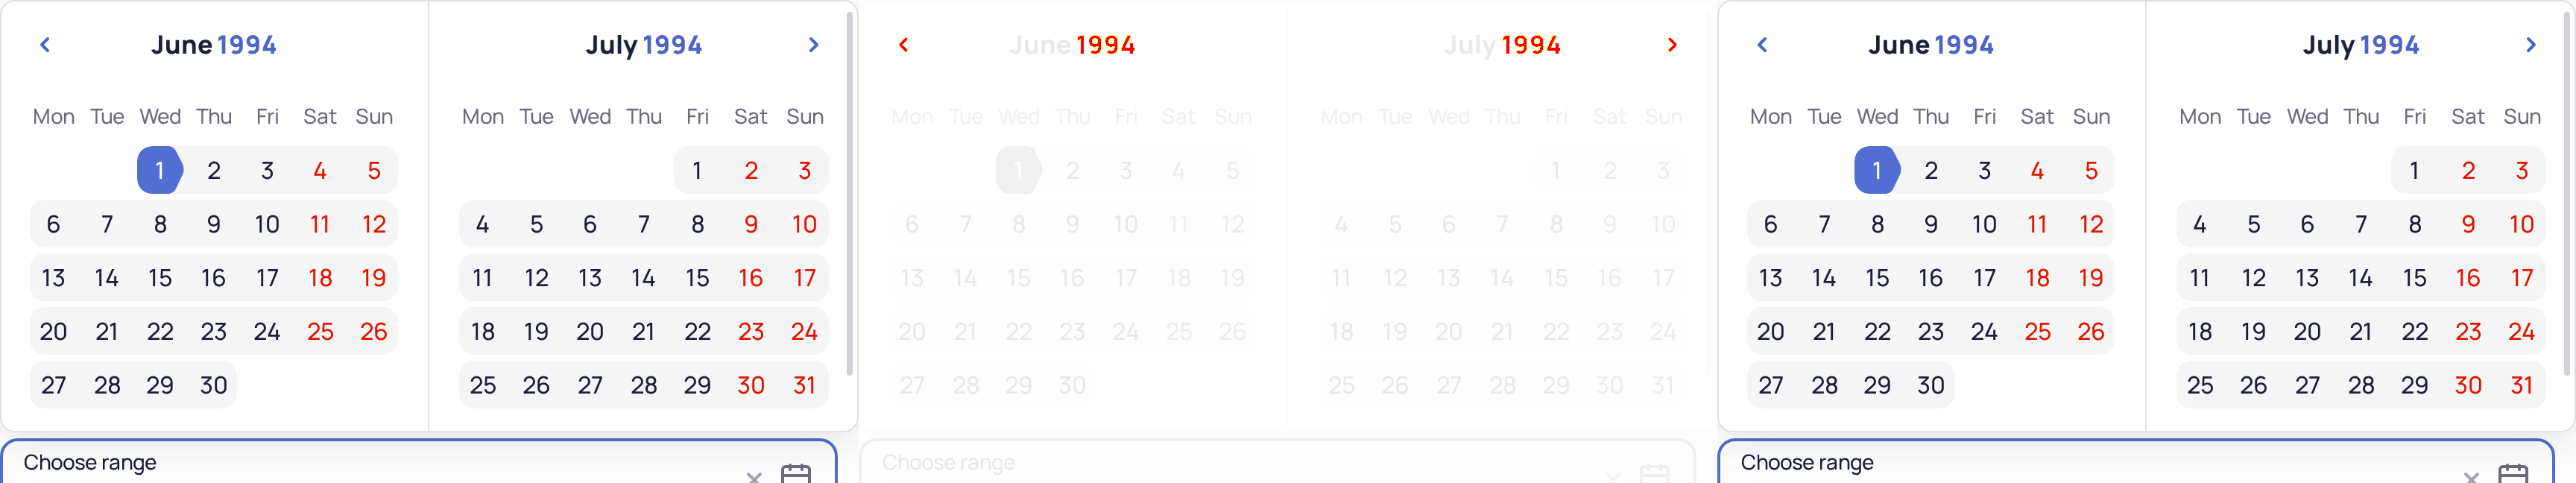 June 1994 July 1994 June 1994 July 1994 June 1994 July 1994
Mon Tue Wed Thu Fri Sat Sun Mon Tue Wed Thu Fri Sat Sun Mon Tue Wed Thu Fri Sat Sun Mon Tue Wed Thu Fri Sat Sun Mon Tue Wed Thu Fri Sat Sun Mon Tue Wed Thu Fri Sat Sun
1 2 3 4 5 1 2 3 1 2 3 4 5 1 2 3 1 2 3 4 5 1 2 3
6 7 8 9 10 11 12 4 5 6 7 8 9 10 6 7 8 9 10 11 12 4 5 6 7 8 9 10 6 7 8 9 10 11 12 4 5 6 7 8 9 10
13 14 15 16 17 18 19 11 12 13 14 15 16 17 13 14 15 16 17 18 19 11 12 13 14 15 16 17 13 14 15 16 17 18 19 11 12 13 14 15 16 17
20 21 22 23 24 25 26 18 19 20 21 22 23 24 20 21 22 23 24 25 26 18 19 20 21 22 23 24 20 21 22 23 24 25 26 18 19 20 21 22 23 24
27 28 29 30 25 26 27 28 29 30 31 27 28 29 30 25 26 27 28 29 30 31 27 28 29 30 25 26 27 28 29 30 31
Choose range Choose range Choose range